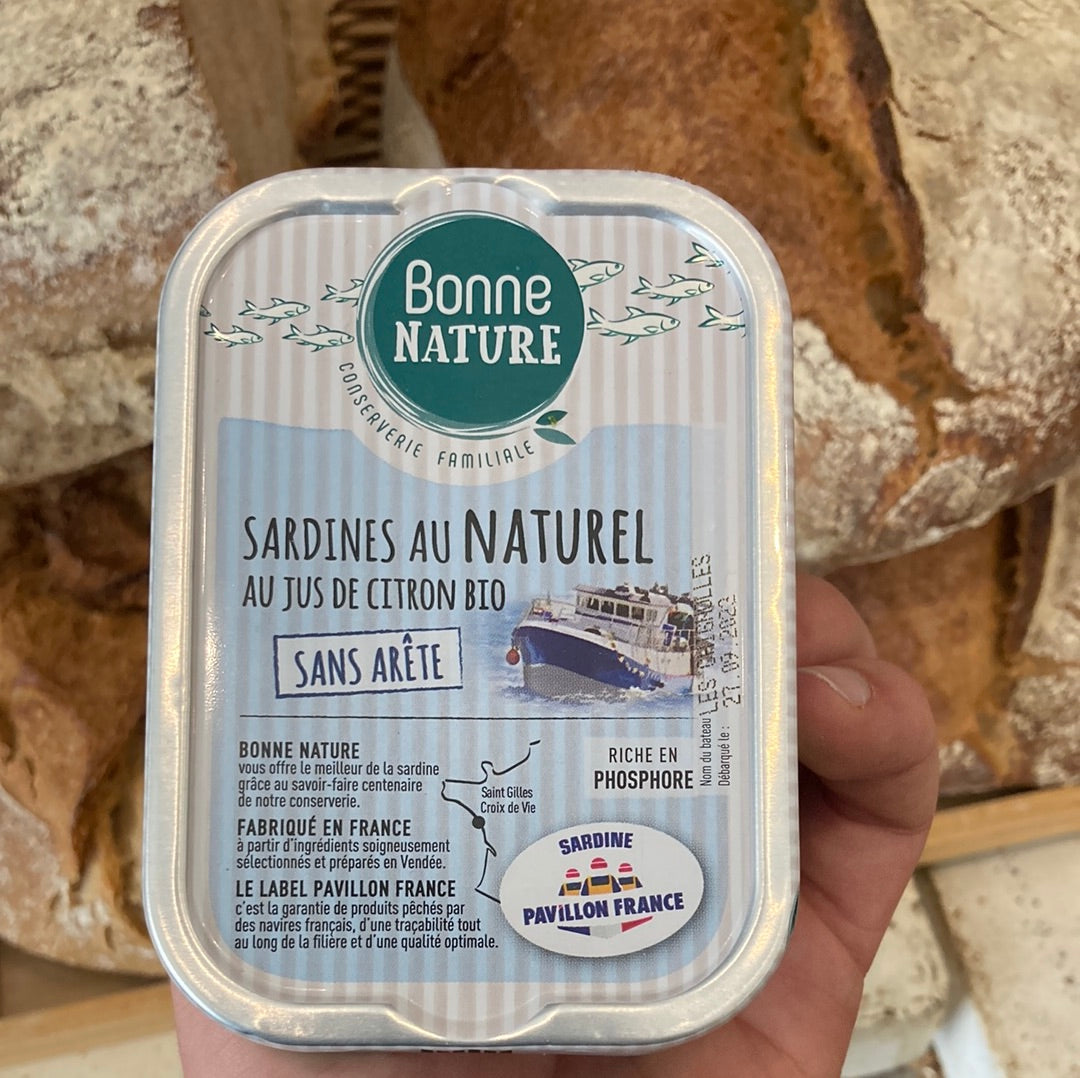 Bonne
NATURE
CONSERVERIE FAMILIALE
SARDINES AU NATUREL
AU JUS DE CITRON BIO
SANS ARÊTE
BONNE NATURE
vous offre le meilleur de la sardine
grâce au savoir-faire centenaire
de notre conserverie.
FABRIQUÉ EN FRANCE
à partir d'ingrédients soigneusement
sélectionnés et préparés en Vendée.
LE LABEL PAVILLON FRANCE
c'est la garantie de produits pêchés par
des navires français, d'une traçabilité tout
au long de la filière et d'une qualité optimale.
Saint Gilles
Croix de Vie
RICHE EN
PHOSPHORE
Nom du bateau LES
Débarqué le :
SARDINE
PAVILLON FRANCE